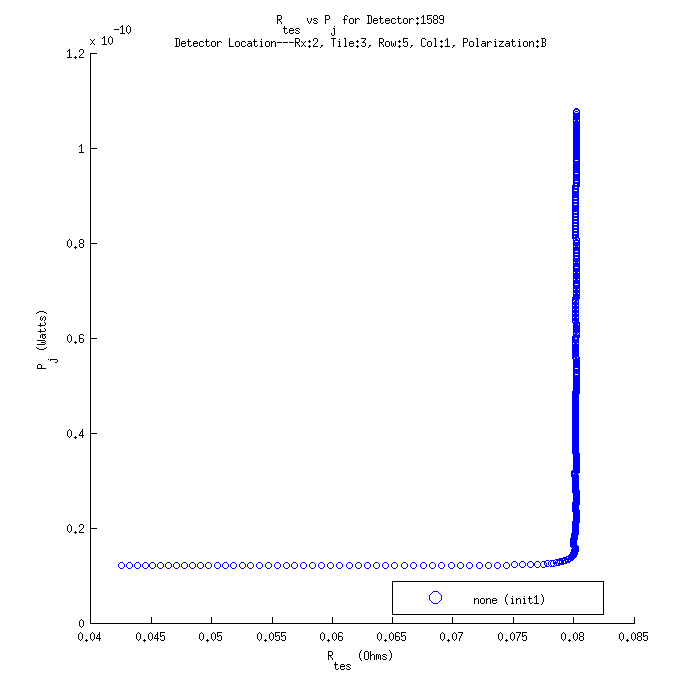 R_tes vs P_j for Detector:1589
Detector Location---Rx:2, Tile:3, Row:5, Col:1, Polarization:B
x 10^-10
1.2
1
0.8
0.6
0.4
0.2
0
P_j (Watts)
none (init1)
0.04 0.045 0.05 0.055 0.06 0.065 0.07 0.075 0.08 0.085
R_tes (Ohms)